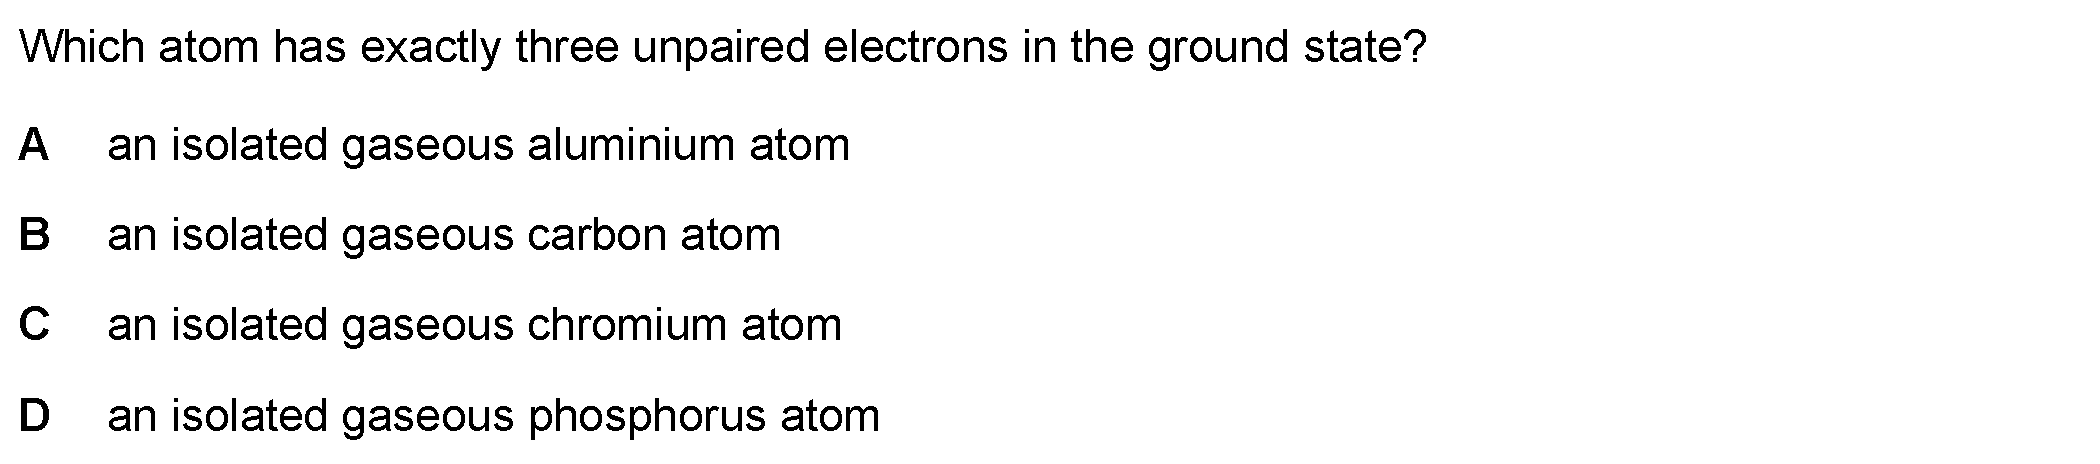 Which atom has exactly three unpaired electrons in the ground state?
A an isolated gaseous aluminium atom
B an isolated gaseous carbon atom
C an isolated gaseous chromium atom
D an isolated gaseous phosphorus atom